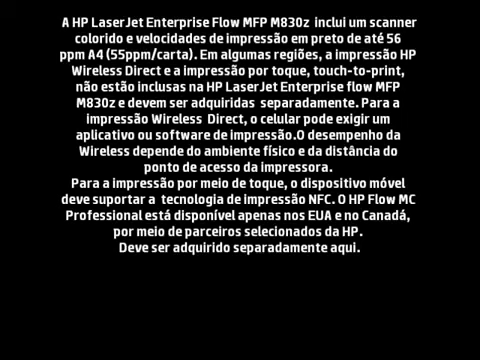 A HP LaserJet Enterprise Flow MFP M830z inclui um scanner
colorido e velocidades de impressão em preto de até 56
ppm A4 (55ppm/carta). Em algumas regiões, a impressão HP
Wireless Direct e a impressão por toque, touch-to-print,
não estão inclusas na HP LaserJet Enterprise flow MFP
M830z e devem ser adquiridas separadamente. Para a
impressão Wireless Direct, o celular pode exigir um
aplicativo ou software de impressão.O desempenho da
Wireless depende do ambiente físico e da distância do
ponto de acesso da impressora.
Para a impressão por meio de toque, o dispositivo móvel
deve suportar a tecnologia de impressão NFC. O HP Flow MC
Professional está disponível apenas nos EUA e no Canadá,
por meio de parceiros selecionados da HP.
Deve ser adquirido separadamente aqui.